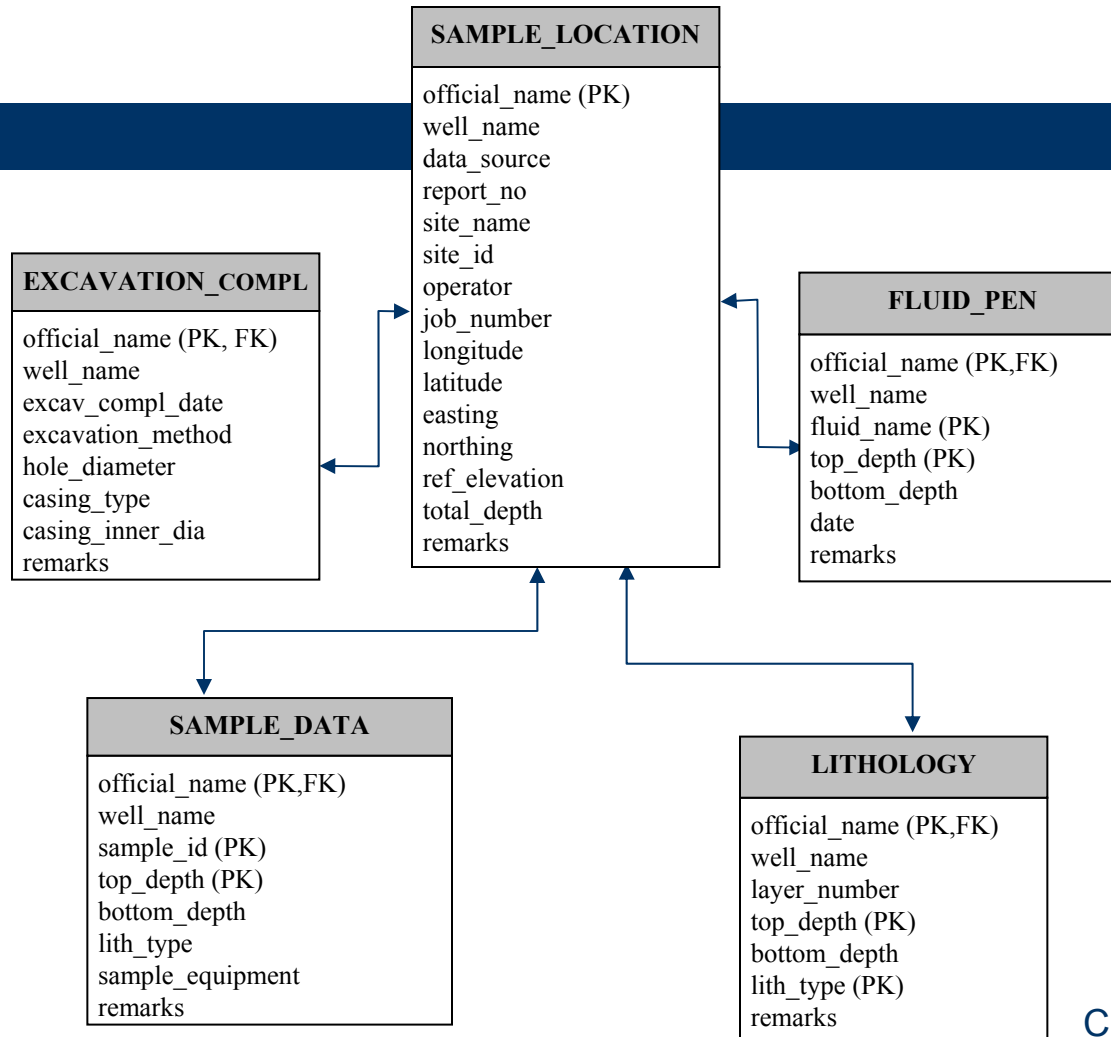 SAMPLE_LOCATION
official_name (PK)
well_name
data_source
report_no
site_name
site_id
operator
job_number
longitude
latitude
easting
northing
ref_elevation
total_depth
remarks
EXCAVATION_COMPL
official_name (PK, FK)
well_name
excav_compl_date
excavation_method
hole_diameter
casing_type
casing_inner_dia
remarks
FLUID_PEN
official_name (PK,FK)
well_name
fluid_name (PK)
top_depth (PK)
bottom_depth
date
remarks
SAMPLE_DATA
official_name (PK,FK)
well_name
sample_id (PK)
top_depth (PK)
bottom_depth
lith_type
sample_equipment
remarks
LITHOLOGY
official_name (PK,FK)
well_name
layer_number
top_depth (PK)
bottom_depth
lith_type (PK)
remarks
C